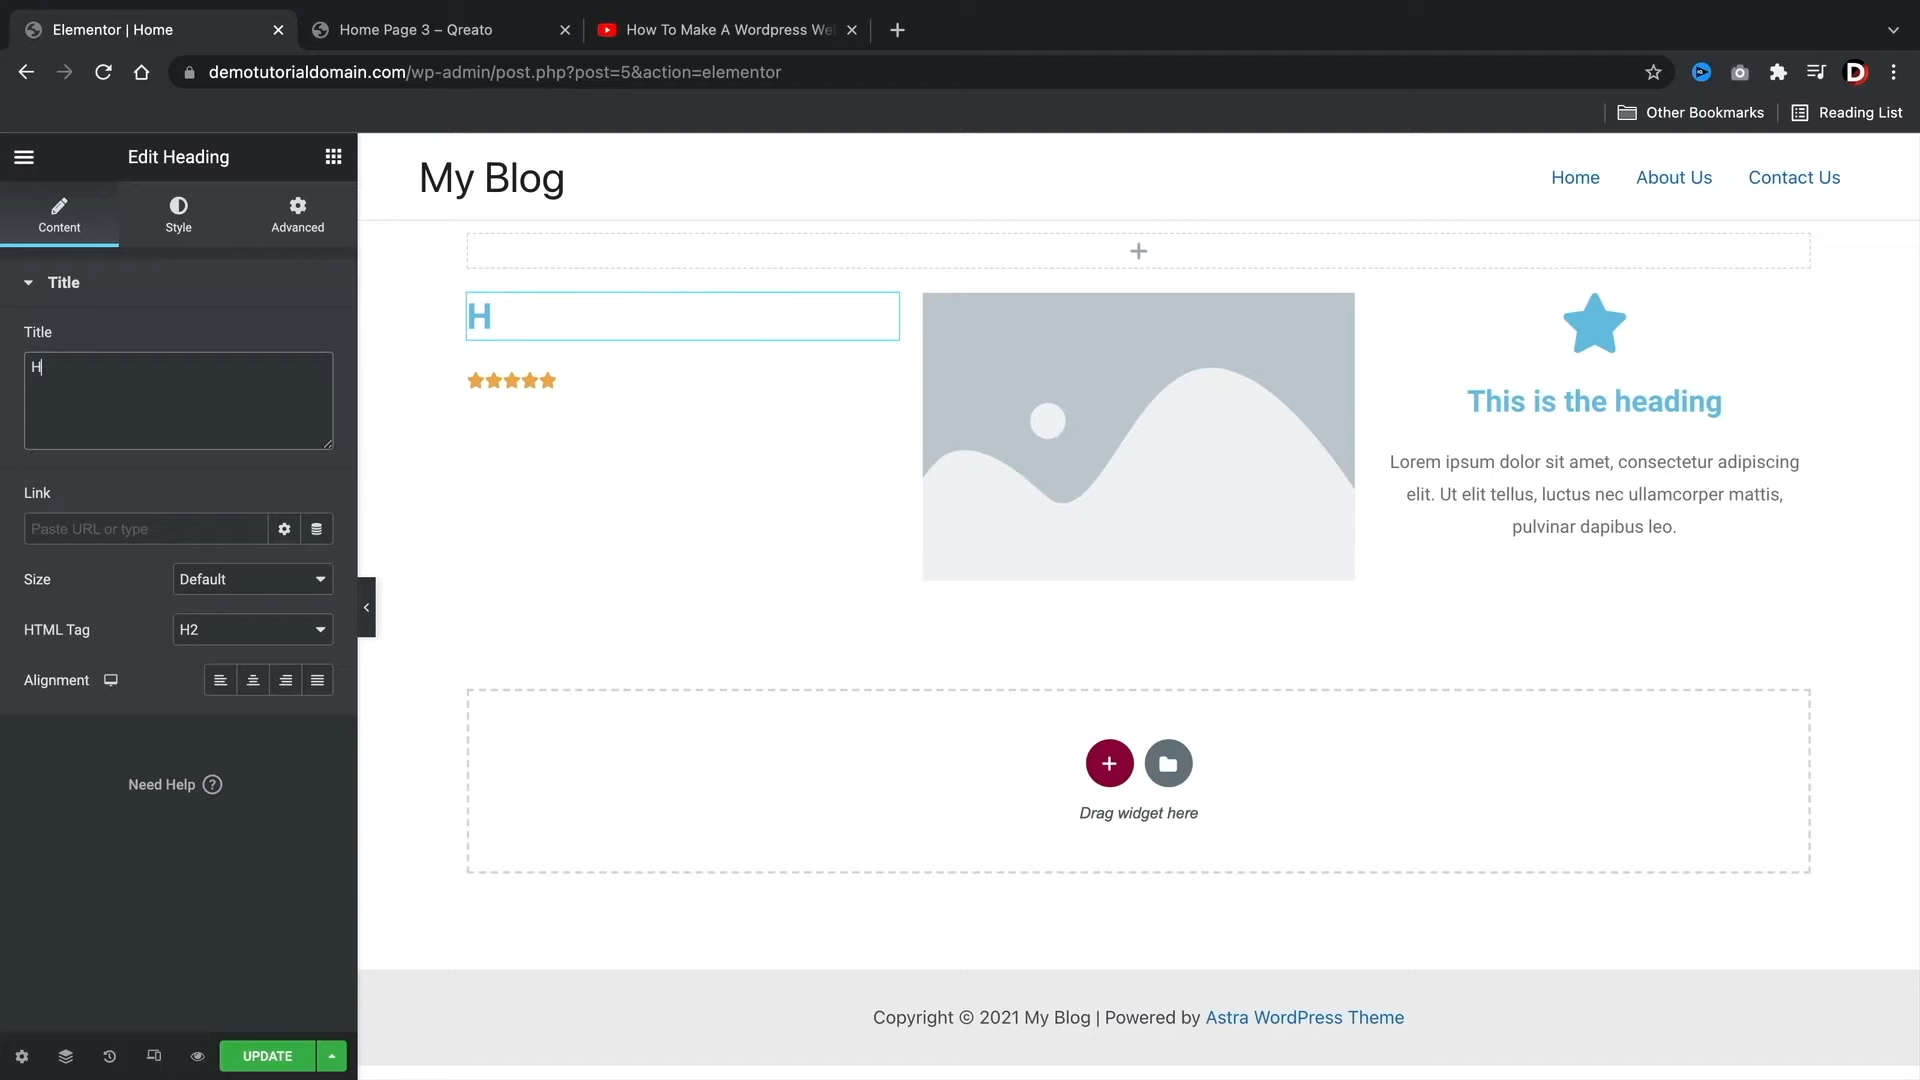 Elementor | Home
Home Page 3 – Qreato
How To Make A Wordpress We
demotutorialdomain.com/wp-admin/post.php?post=5&action=elementor
Other Bookmarks
Reading List
Edit Heading
Content
Style
Advanced
Title
Title
H
Link
Paste URL or type
Size
Default
HTML Tag
H2
Alignment
Need Help
UPDATE
My Blog
Home
About Us
Contact Us
H
This is the heading
Lorem ipsum dolor sit amet, consectetur adipiscing
elit. Ut elit tellus, luctus nec ullamcorper mattis,
pulvinar dapibus leo.
Drag widget here
Copyright © 2021 My Blog | Powered by Astra WordPress Theme